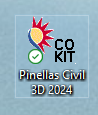 CO
KIT
Pinellas Civil
3D 2024